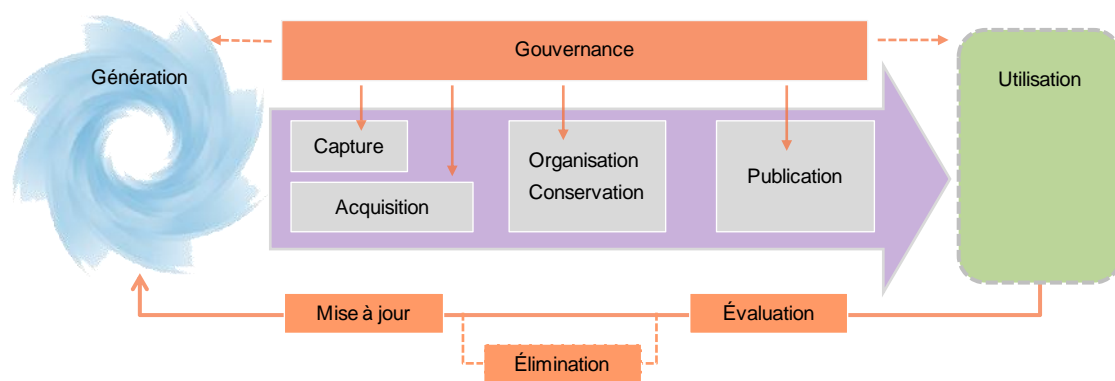 Gouvernance
Génération
Utilisation
Capture
Acquisition
Organisation
Conservation
Publication
Mise à jour
Évaluation
Élimination